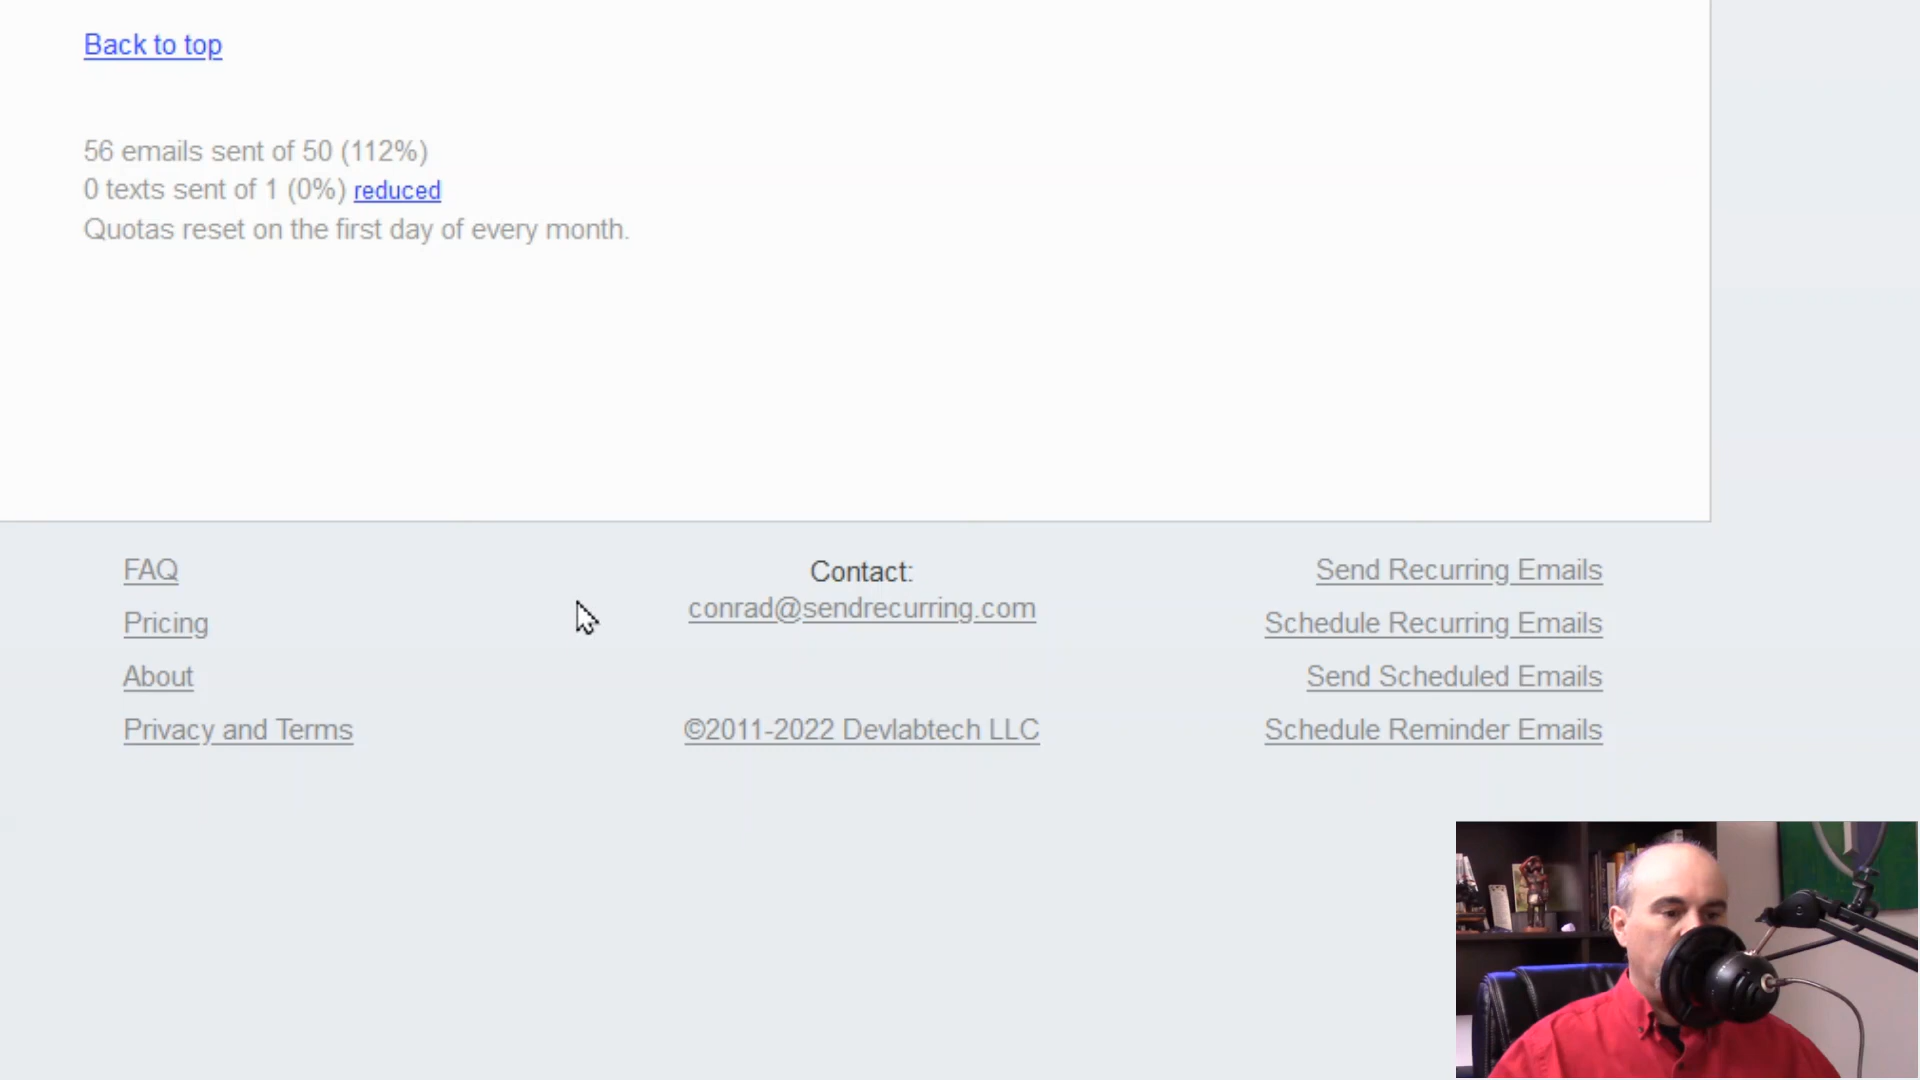 Back to top
56 emails sent of 50 (112%)
0 texts sent of 1 (0%) reduced
Quotas reset on the first day of every month.
FAQ
Pricing
About
Privacy and Terms
Contact:
conrad@sendrecurring.com
©2011-2022 Devlabtech LLC
Send Recurring Emails
Schedule Recurring Emails
Send Scheduled Emails
Schedule Reminder Emails